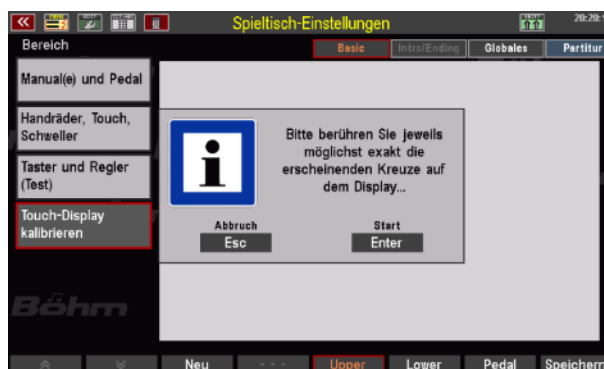 Spieltisch-Einstellungen
20:20:
Bereich
Basic
Intro/Ending
Globales
Partitur
Manual(e) und Pedal
Handräder, Touch,
Schweller
Taster und Regler
(Test)
Touch-Display
kalibrieren
Bitte berühren Sie jeweils
möglichst exakt die
erscheinenden Kreuze auf
dem Display...
Abbruch
Start
Esc
Enter
Böhm
Neu
---
Upper
Lower
Pedal
Speichern